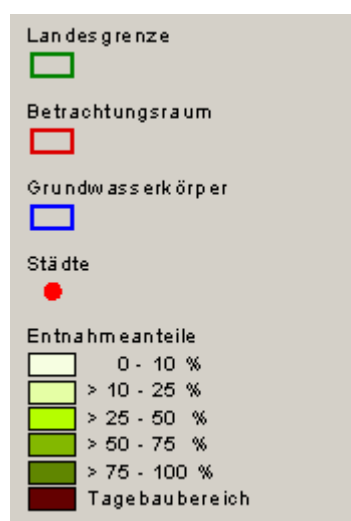 Landesgrenze
Betrachtungsraum
Grundwasserkörper
Städte
Entnahmeanteile
0 - 10 %
> 10 - 25 %
> 25 - 50 %
> 50 - 75 %
> 75 - 100 %
Tagebaubereich